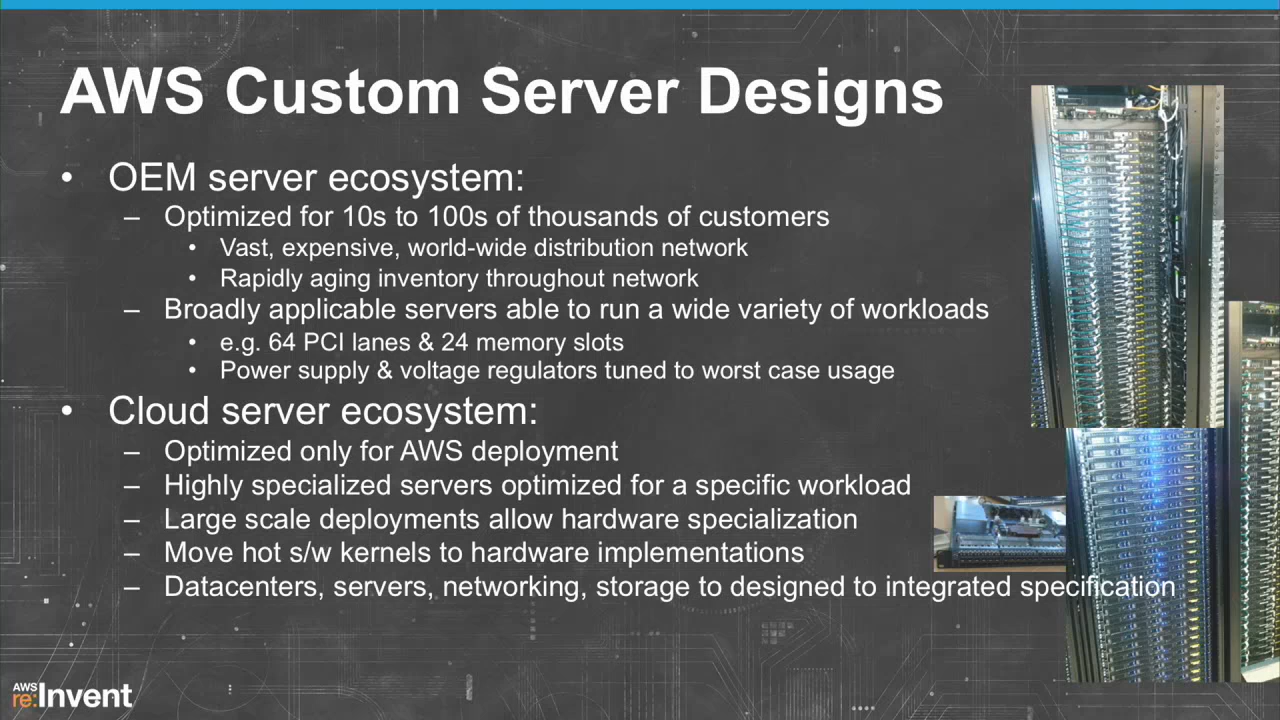 AWS Custom Server Designs
• OEM server ecosystem:
– Optimized for 10s to 100s of thousands of customers
• Vast, expensive, world-wide distribution network
• Rapidly aging inventory throughout network
– Broadly applicable servers able to run a wide variety of workloads
• e.g. 64 PCI lanes & 24 memory slots
• Power supply & voltage regulators tuned to worst case usage
• Cloud server ecosystem:
– Optimized only for AWS deployment
– Highly specialized servers optimized for a specific workload
– Large scale deployments allow hardware specialization
– Move hot s/w kernels to hardware implementations
– Datacenters, servers, networking, storage to designed to integrated specification
AWS
re:Invent